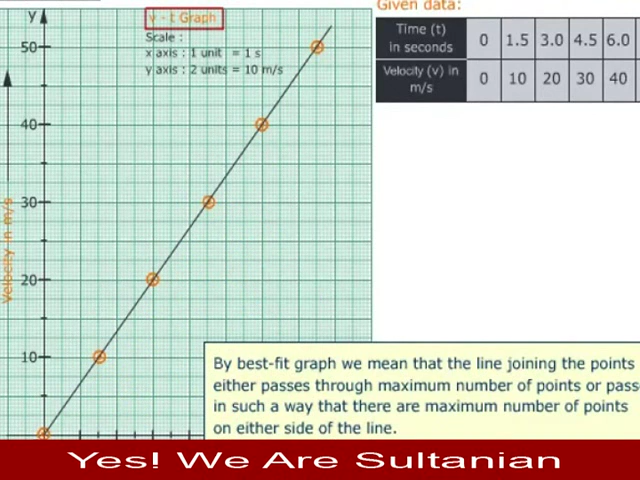 Given data:
y
v - t Graph
Scale :
x axis : 1 unit = 1 s
y axis : 2 units = 10 m/s
Time (t) in seconds 0 1.5 3.0 4.5 6.0
Velocity (v) in m/s 0 10 20 30 40
50
40
30
20
10
Velocity in m/s
By best-fit graph we mean that the line joining the points
either passes through maximum number of points or
in such a way that there are maximum number of points
on either side of the line.
Yes! We Are Sultanian